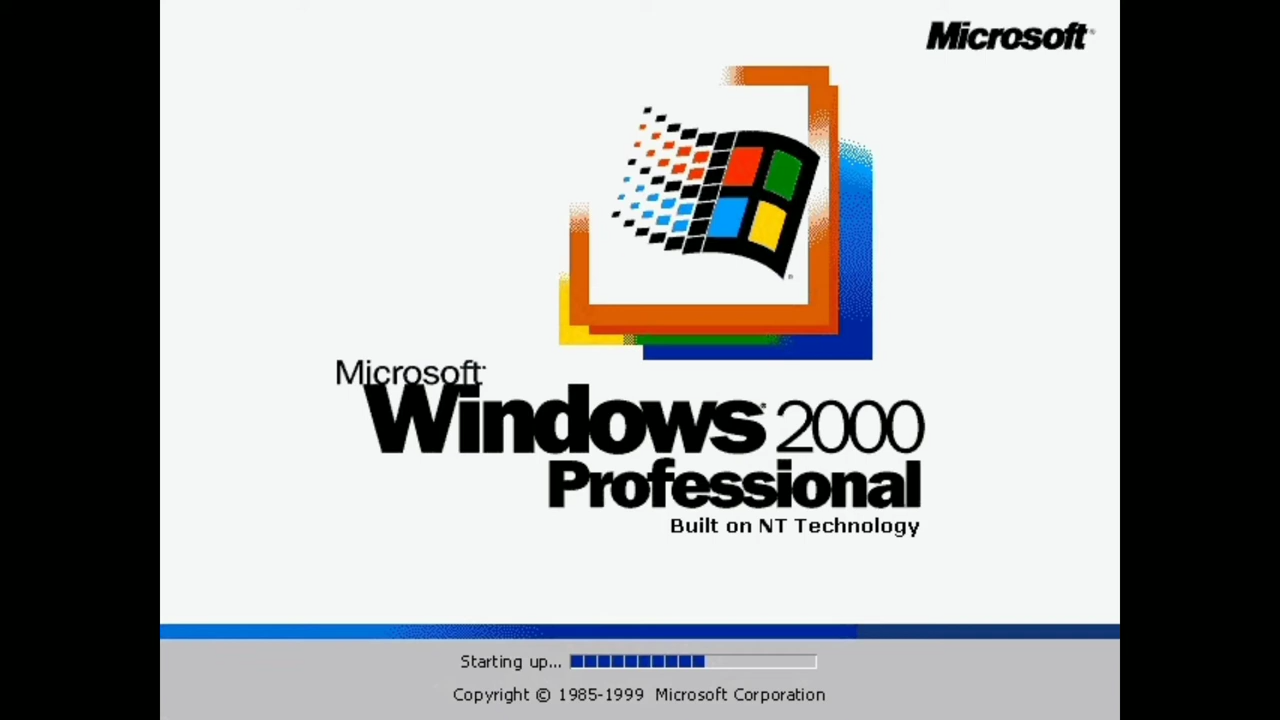 Microsoft
Microsoft
Windows 2000
Professional
Built on NT Technology
Starting up...
Copyright © 1985-1999 Microsoft Corporation